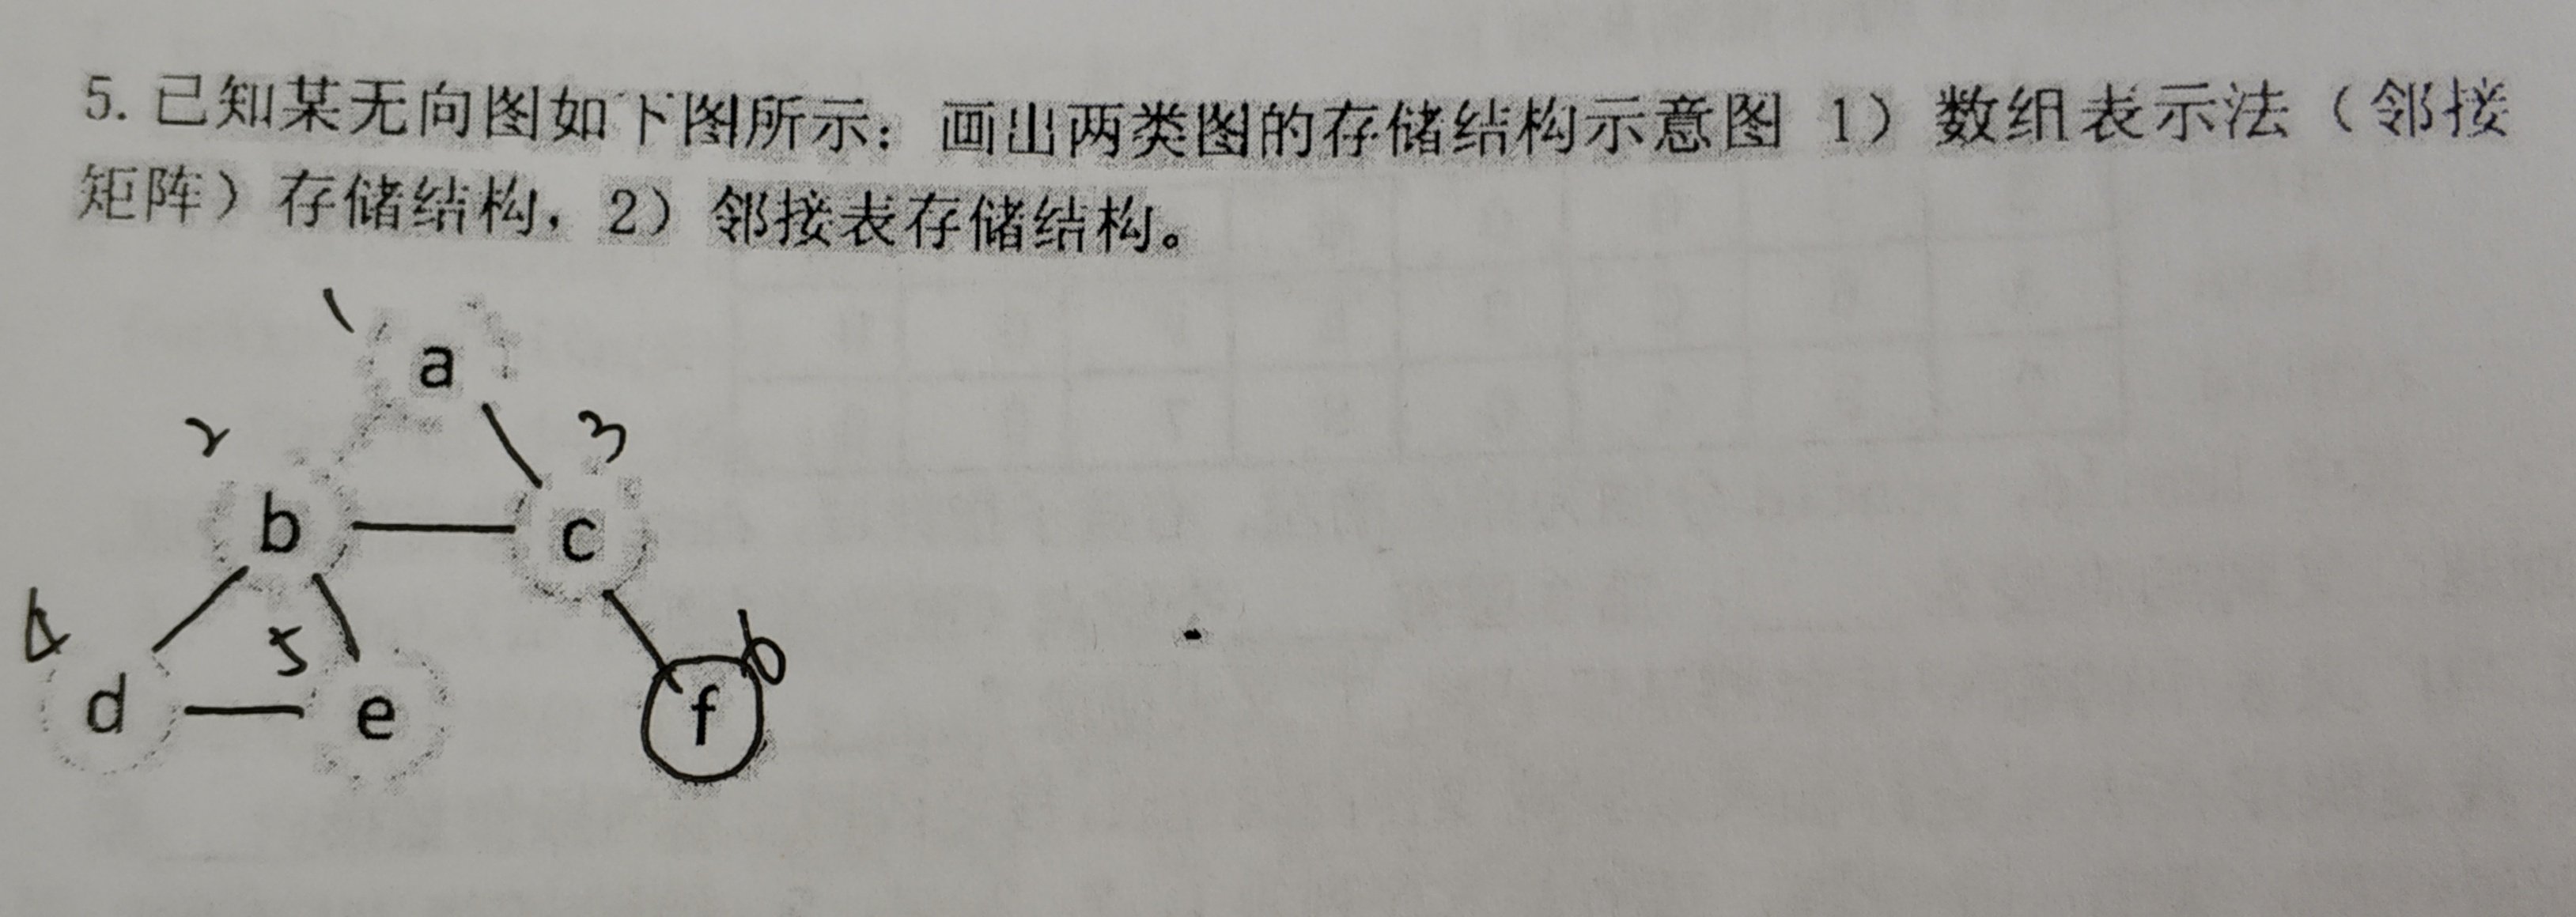 5. 已知某无向图如下图所示：画出两类图的存储结构示意图 1）数组表示法（邻接
矩阵）存储结构，2）邻接表存储结构。
1
a
2
3
b
c
4
5
6
d
e
f